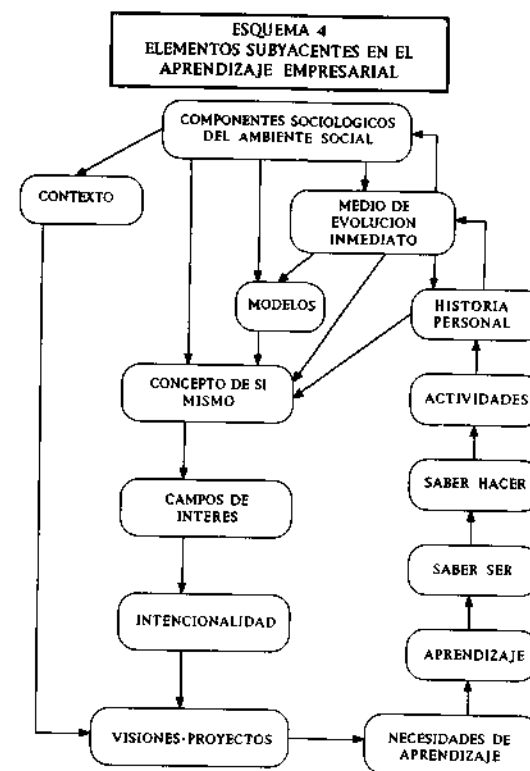 ESQUEMA 4
ELEMENTOS SUBYACENTES EN EL
APRENDIZAJE EMPRESARIAL
COMPONENTES SOCIOLOGICOS
DEL AMBIENTE SOCIAL
CONTEXTO
MEDIO DE
EVOLUCION
INMEDIATO
MODELOS
HISTORIA
PERSONAL
CONCEPTO DE SI
MISMO
ACTIVIDADES
CAMPOS DE
INTERES
SABER HACER
SABER SER
INTENCIONALIDAD
APRENDIZAJE
VISIONES-PROYECTOS
NECESIDADES DE
APRENDIZAJE